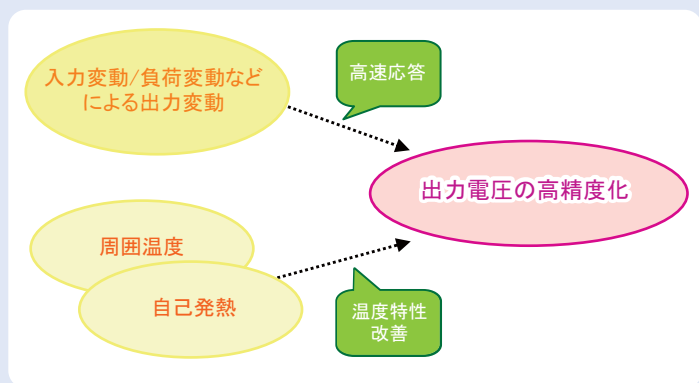 入力変動/負荷変動など
による出力変動
高速応答
出力電圧の高精度化
周囲温度
自己発熱
温度特性
改善